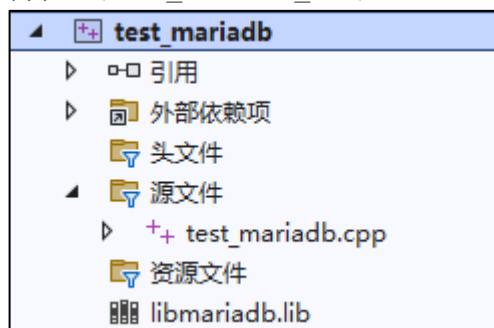 test_mariadb
引用
外部依赖项
头文件
源文件
test_mariadb.cpp
资源文件
libmariadb.lib